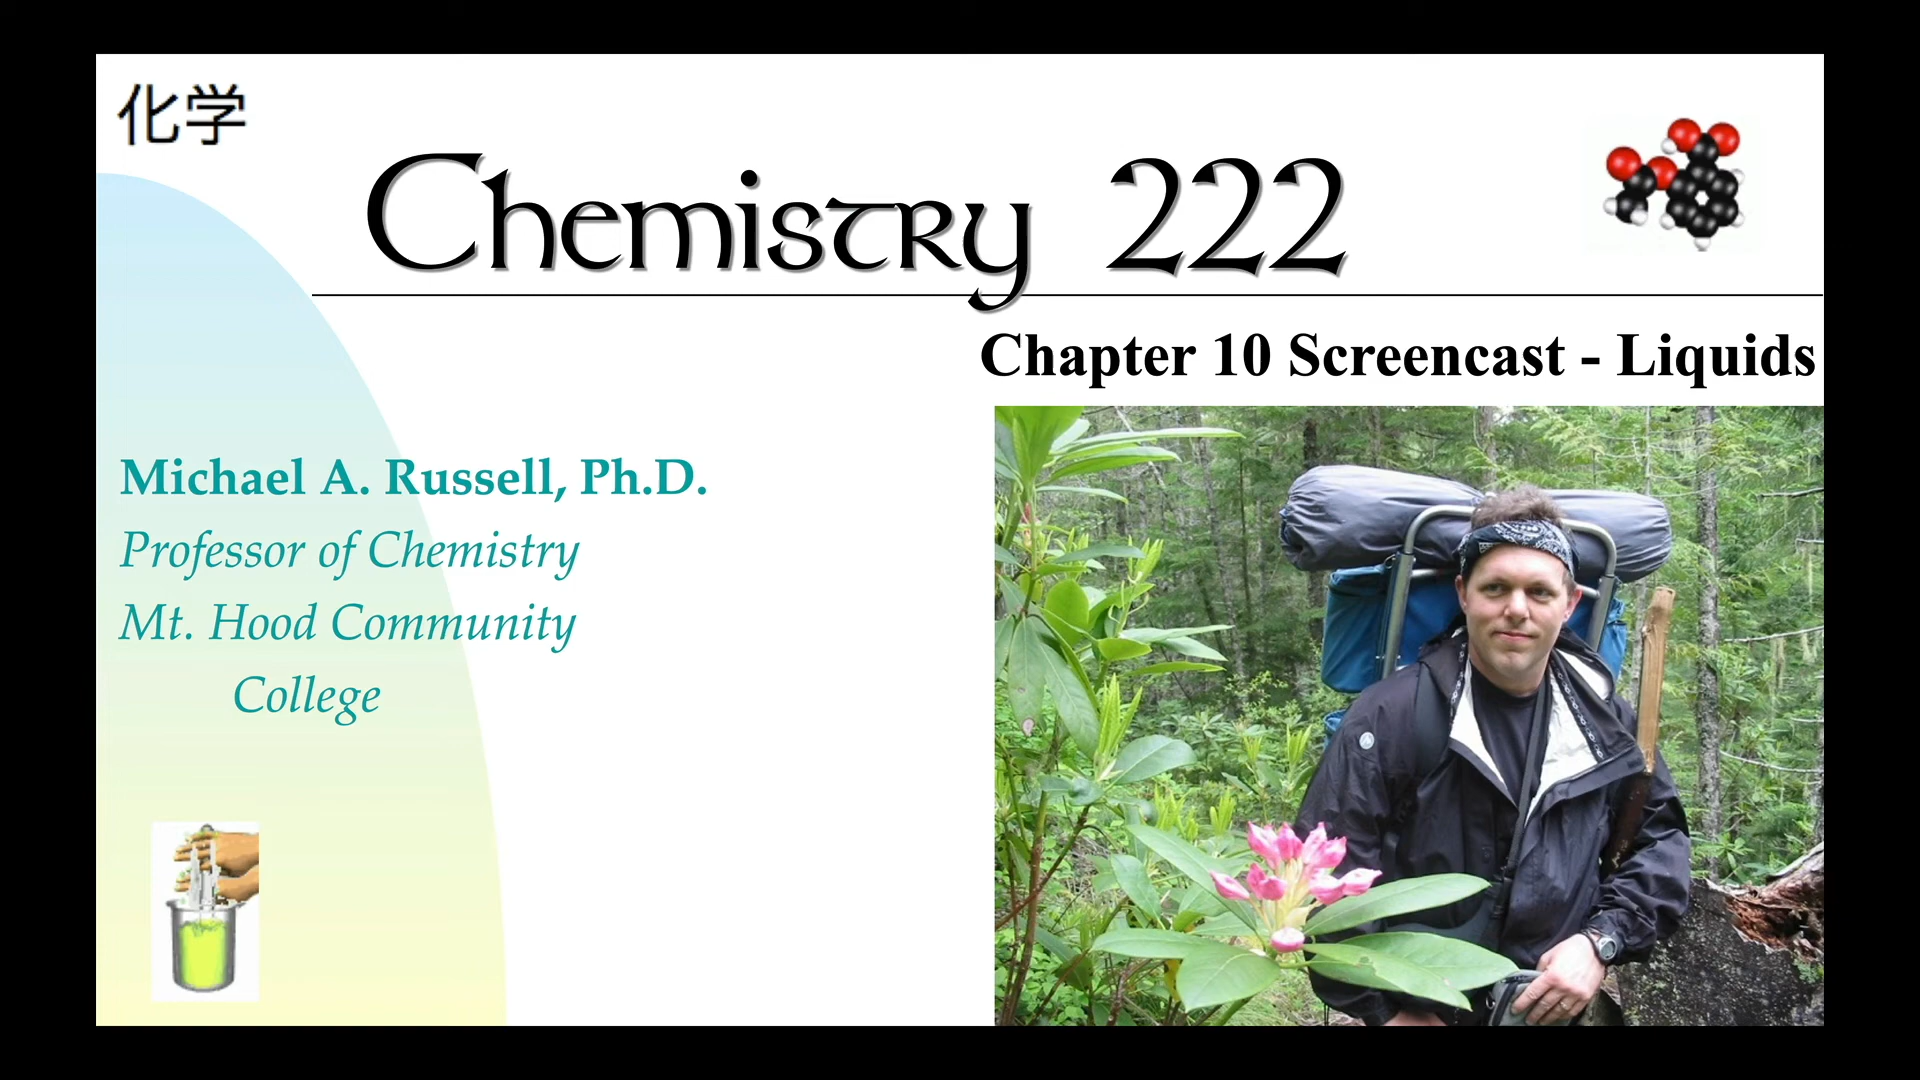 化学
Chemistry 222
Chapter 10 Screencast - Liquids
Michael A. Russell, Ph.D.
Professor of Chemistry
Mt. Hood Community
College